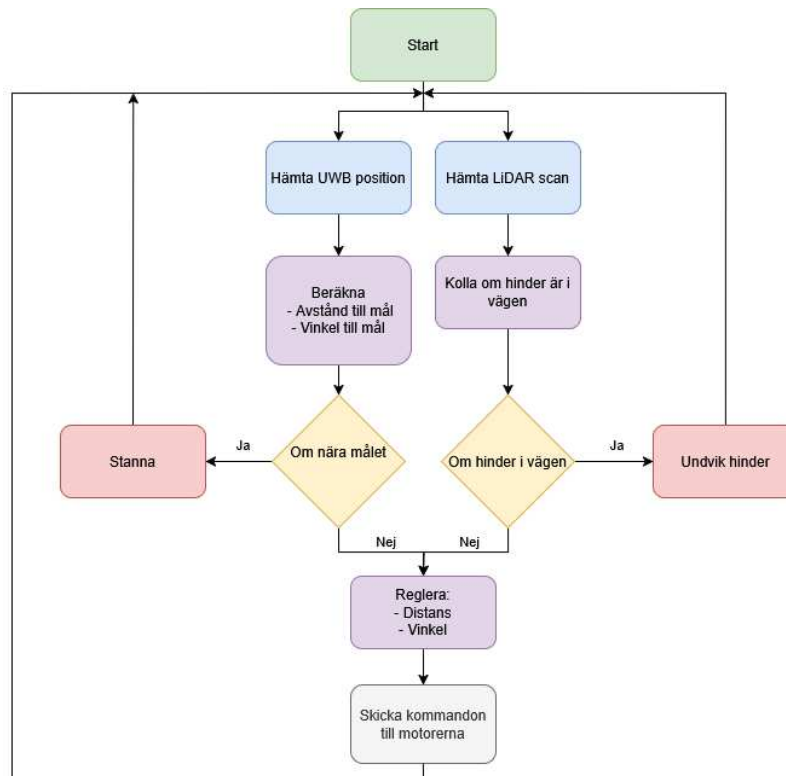 Start
Hämta UWB position
Hämta LiDAR scan
Beräkna
- Avstånd till mål
- Vinkel till mål
Kolla om hinder är i
vägen
Stanna
Ja
Om nära målet
Om hinder i vägen
Ja
Undvik hinder
Nej
Nej
Reglera:
- Distans
- Vinkel
Skicka kommandon
till motorerna